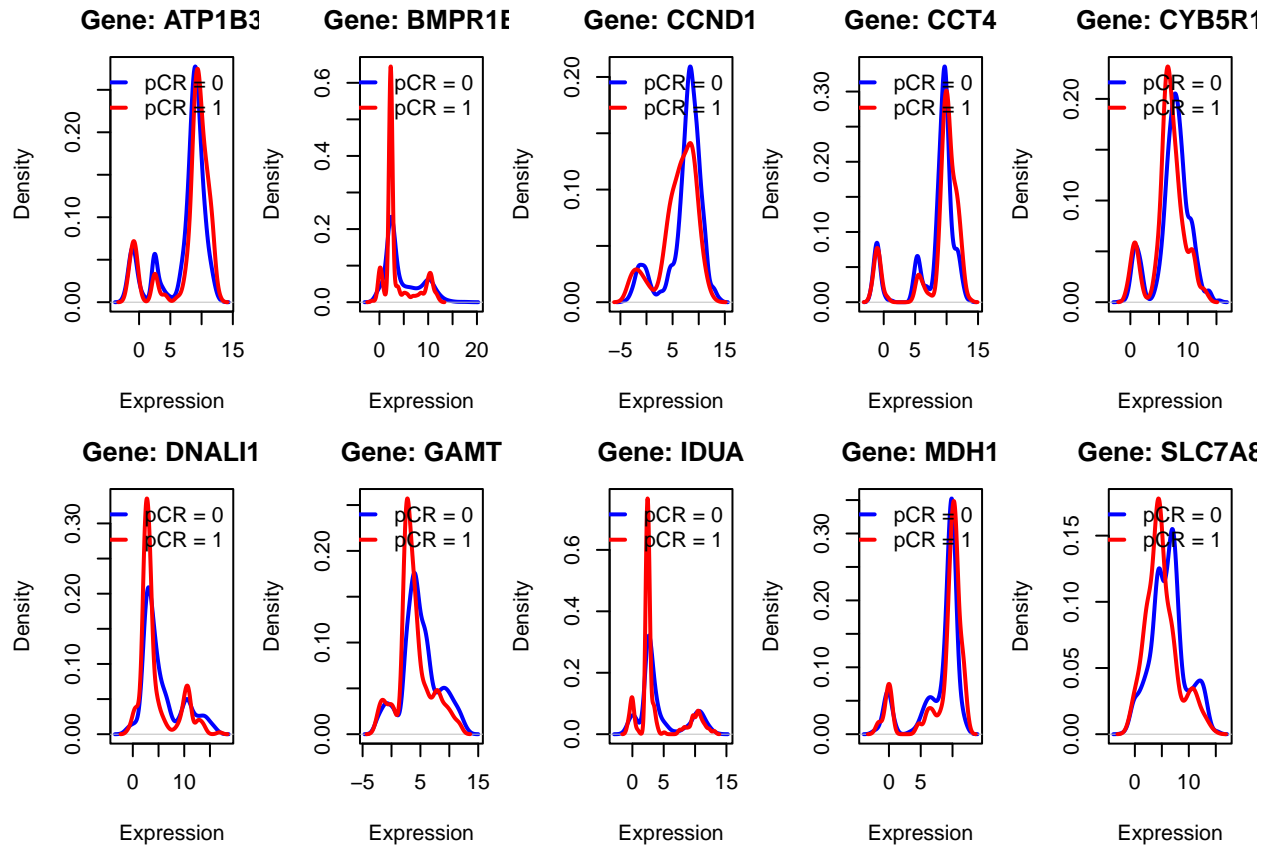 Gene: ATP1B3
pCR = 0
pCR = 1
Density
0.00
0.10
0.20
0
5
15
Expression
Gene: BMPR1E
pCR = 0
pCR = 1
Density
0.0
0.2
0.4
0.6
0
10
20
Expression
Gene: CCND1
pCR = 0
pCR = 1
Density
0.00
0.10
0.20
−5
5
15
Expression
Gene: CCT4
pCR = 0
pCR = 1
Density
0.00
0.10
0.20
0.30
0
5
Expression
Gene: CYB5R1
pCR = 0
pCR = 1
Density
0.00
0.10
0.20
0
10
Expression
Gene: DNALI1
pCR = 0
pCR = 1
Density
0.00
0.10
0.20
0.30
0
10
Expression
Gene: GAMT
pCR = 0
pCR = 1
Density
0.00
0.10
0.20
−5
5
15
Expression
Gene: IDUA
pCR = 0
pCR = 1
Density
0.0
0.2
0.4
0.6
0
5
15
Expression
Gene: MDH1
pCR = 0
pCR = 1
Density
0.00
0.10
0.20
0.30
0
5
Expression
Gene: SLC7A8
pCR = 0
pCR = 1
Density
0.00
0.05
0.10
0.15
0
10
Expression